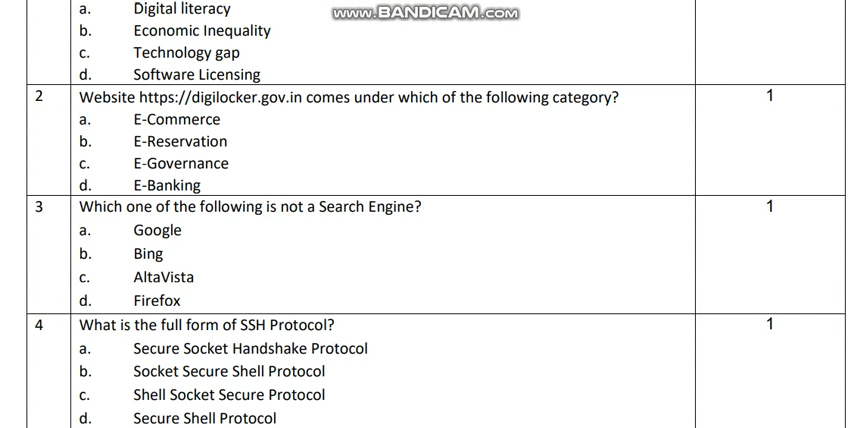 www.BANDICAM.com
a. Digital literacy
b. Economic Inequality
c. Technology gap
d. Software Licensing
2 Website https://digilocker.gov.in comes under which of the following category? 1
a. E-Commerce
b. E-Reservation
c. E-Governance
d. E-Banking
3 Which one of the following is not a Search Engine? 1
a. Google
b. Bing
c. AltaVista
d. Firefox
4 What is the full form of SSH Protocol? 1
a. Secure Socket Handshake Protocol
b. Socket Secure Shell Protocol
c. Shell Socket Secure Protocol
d. Secure Shell Protocol